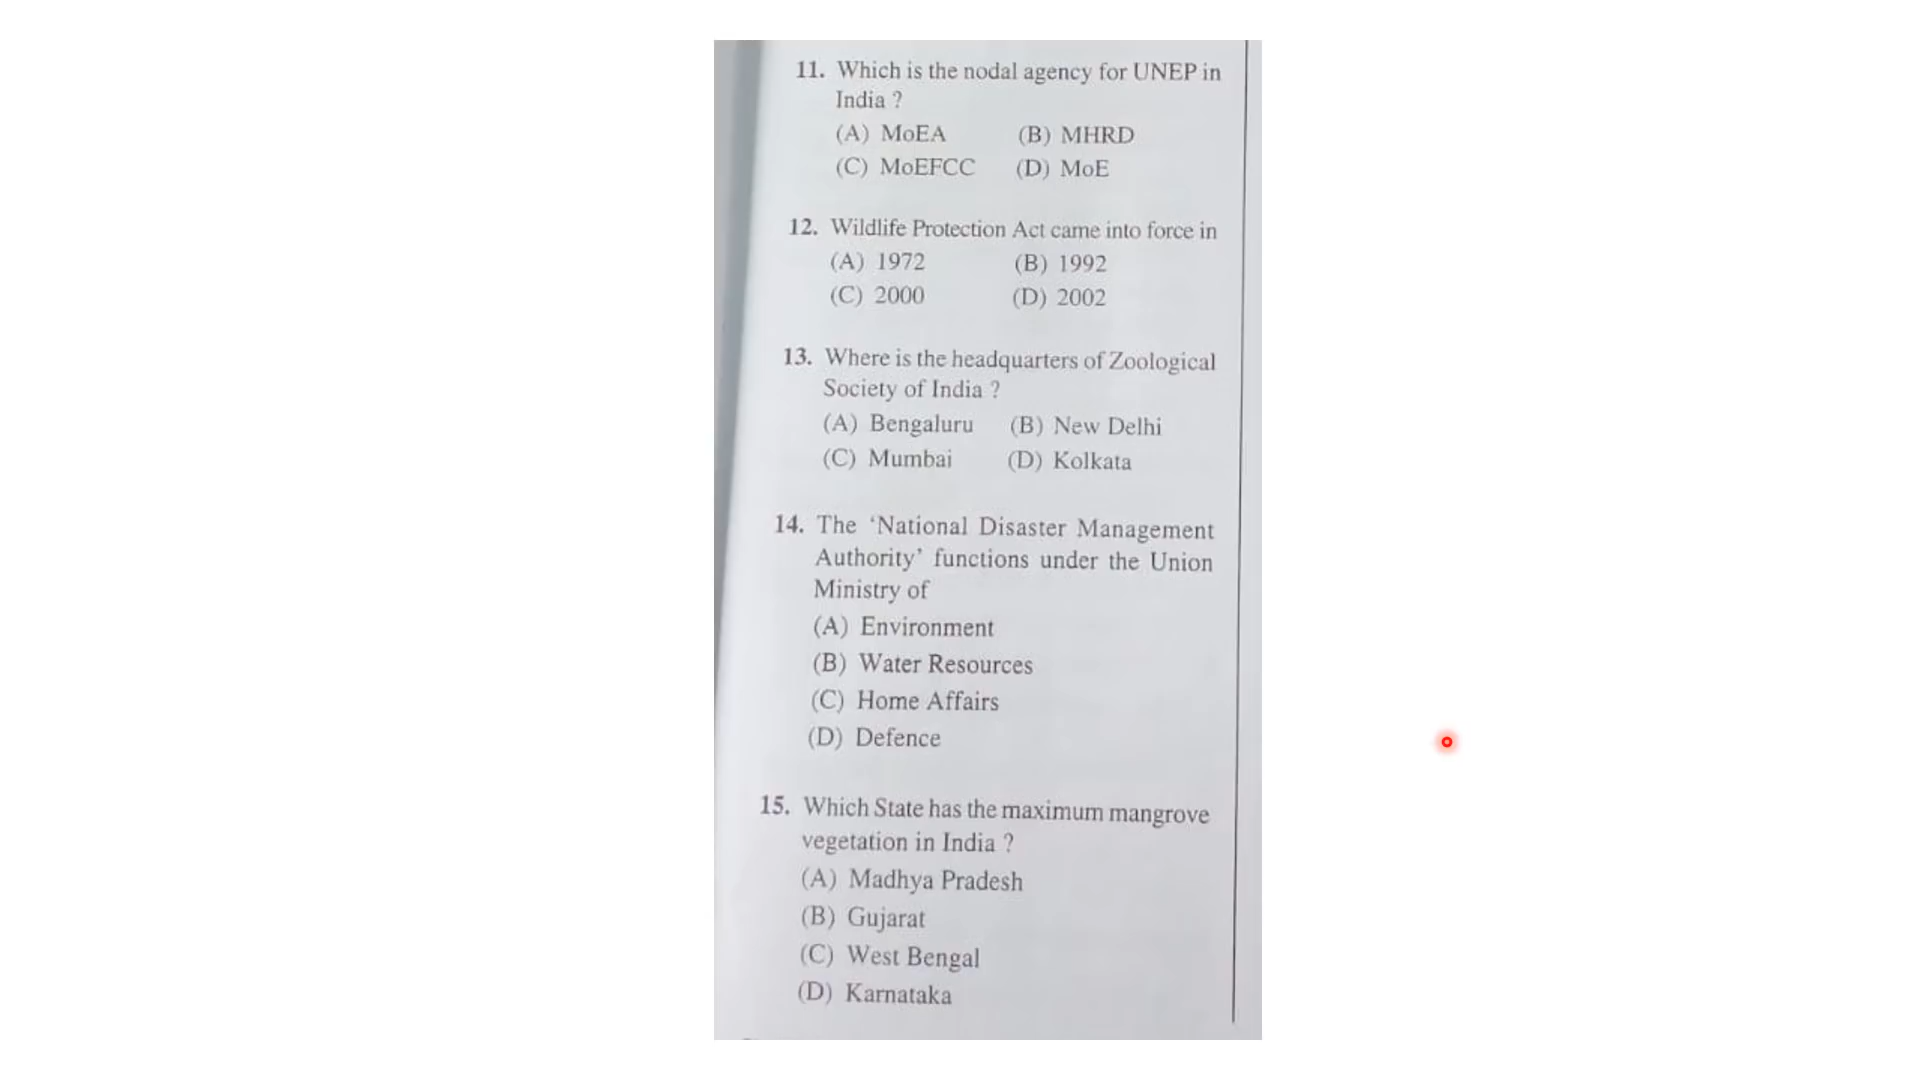 11. Which is the nodal agency for UNEP in
India ?
(A) MoEA (B) MHRD
(C) MoEFCC (D) MoE
12. Wildlife Protection Act came into force in
(A) 1972 (B) 1992
(C) 2000 (D) 2002
13. Where is the headquarters of Zoological
Society of India ?
(A) Bengaluru (B) New Delhi
(C) Mumbai (D) Kolkata
14. The ‘National Disaster Management
Authority’ functions under the Union
Ministry of
(A) Environment
(B) Water Resources
(C) Home Affairs
(D) Defence
15. Which State has the maximum mangrove
vegetation in India ?
(A) Madhya Pradesh
(B) Gujarat
(C) West Bengal
(D) Karnataka